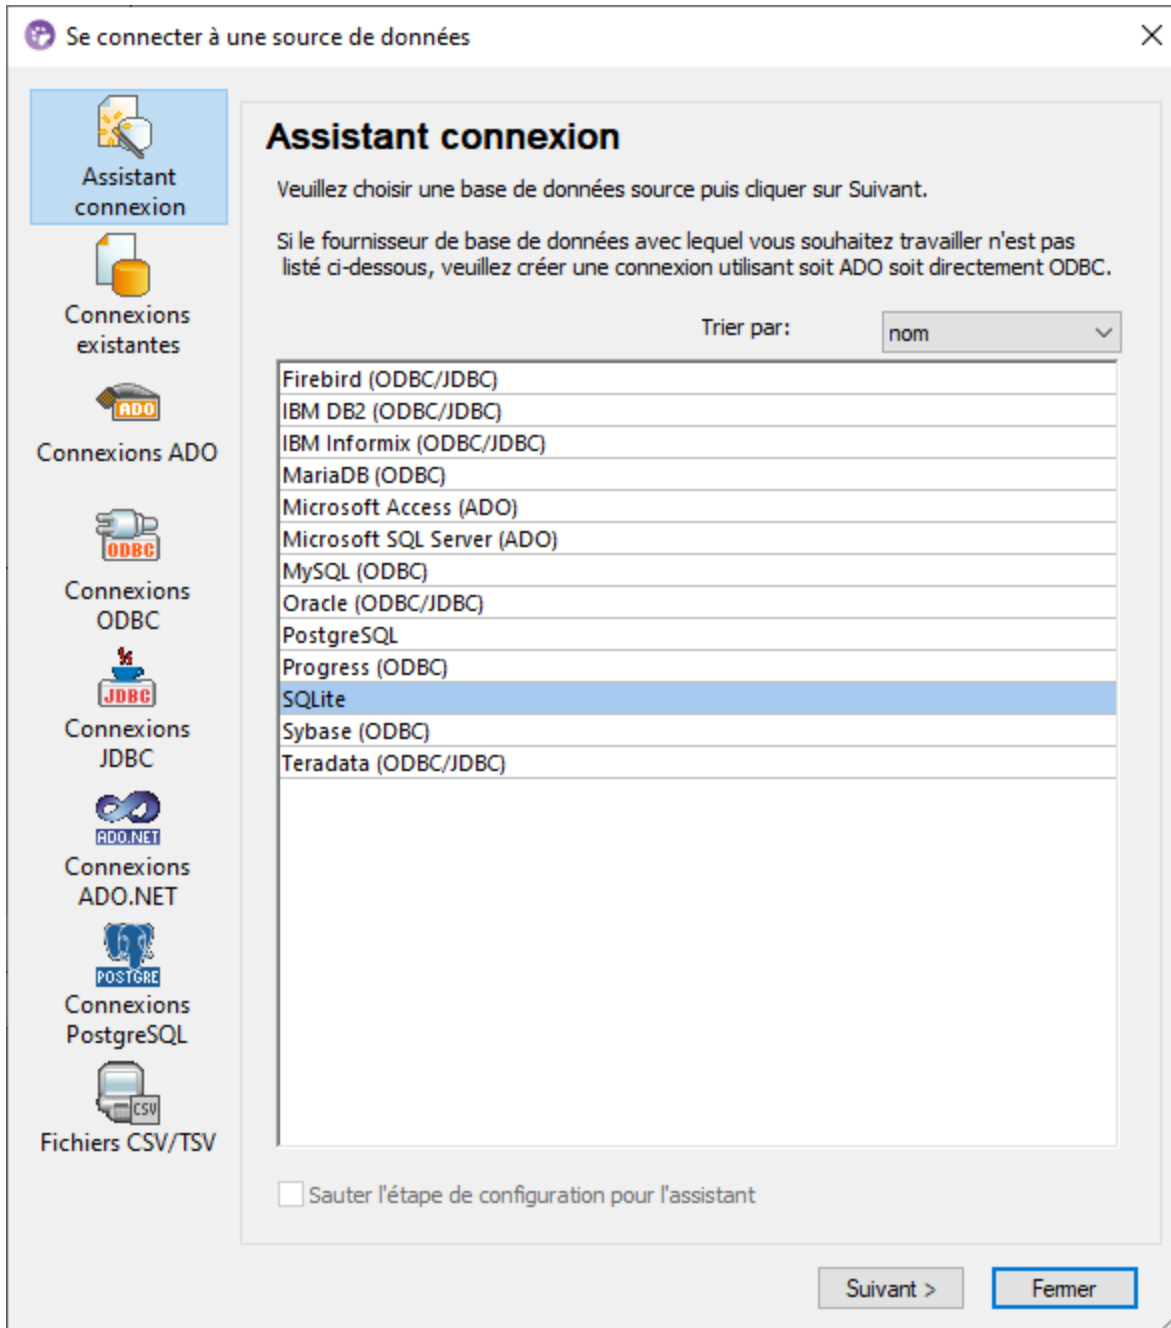 Se connecter à une source de données
Assistant
connexion
Connexions
existantes
ADO
Connexions ADO
ODBC
Connexions
ODBC
JDBC
Connexions
JDBC
ADO.NET
Connexions
ADO.NET
POSTGRE
Connexions
PostgreSQL
CSV
Fichiers CSV/TSV
Assistant connexion
Veuillez choisir une base de données source puis cliquer sur Suivant.
Si le fournisseur de base de données avec lequel vous souhaitez travailler n'est pas
listé ci-dessous, veuillez créer une connexion utilisant soit ADO soit directement ODBC.
Trier par: nom
Firebird (ODBC/JDBC)
IBM DB2 (ODBC/JDBC)
IBM Informix (ODBC/JDBC)
MariaDB (ODBC)
Microsoft Access (ADO)
Microsoft SQL Server (ADO)
MySQL (ODBC)
Oracle (ODBC/JDBC)
PostgreSQL
Progress (ODBC)
SQLite
Sybase (ODBC)
Teradata (ODBC/JDBC)
Sauter l'étape de configuration pour l'assistant
Suivant > Fermer